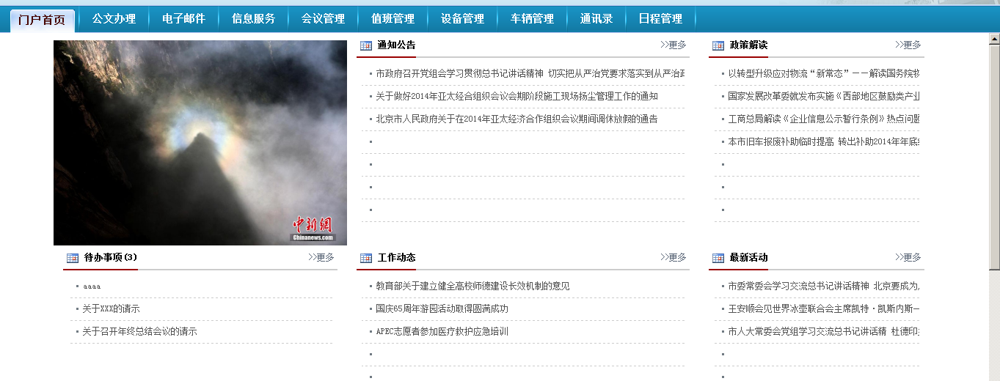 门户首页 公文办理 电子邮件 信息服务 会议管理 值班管理 设备管理 车辆管理 通讯录 日程管理
中新網
Chinanews.com
通知公告 >>更多
市政府召开党组会学习贯彻总书记讲话精神 切实把从严治党要求落实到从严治政
关于做好2014年亚太经合组织会议会期阶段施工现场扬尘管理工作的通知
北京市人民政府关于在2014年亚太经济合作组织会议期间调休放假的通告
政策解读 >>更多
以转型升级应对物流“新常态”——解读国务院物
国家发展改革委就发布实施《西部地区鼓励类产业
工商总局解读《企业信息公示暂行条例》热点问题
本市旧车报废补助临时提高 转出补助2014年年底
待办事项(3) >>更多
aaaa
关于XXX的请示
关于召开年终总结会议的请示
工作动态 >>更多
教育部关于建立健全高校师德建设长效机制的意见
国庆65周年游园活动取得圆满成功
APEC志愿者参加医疗救护应急培训
最新活动 >>更多
市委常委会学习交流总书记讲话精神 北京要成为
王安顺会见世界冰壶联合会主席凯特·凯斯内斯—
市人大常委会党组学习交流总书记讲话精 杜德印